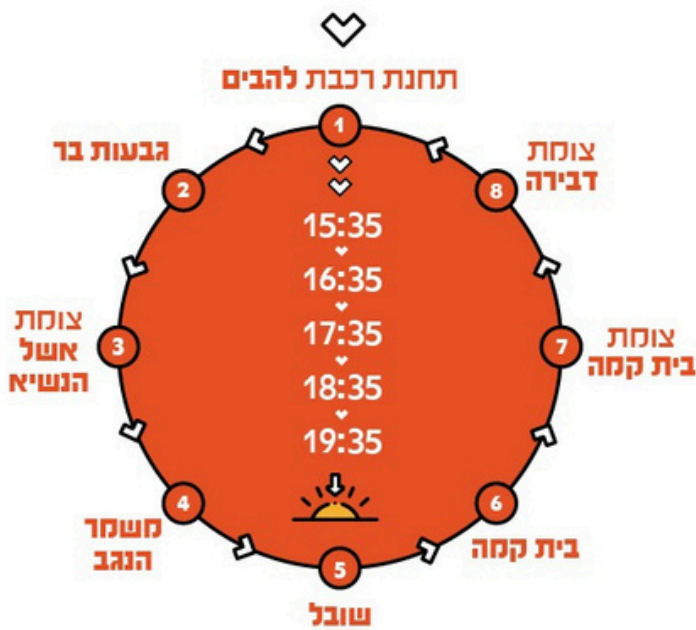 תחנת רכבת להבים
1
גבעות בר
2
צומת
אשל
הנשיא
3
משמר
הנגב
4
שובל
5
בית קמה
6
צומת
בית קמה
7
צומת
דבירה
8
15:35
16:35
17:35
18:35
19:35